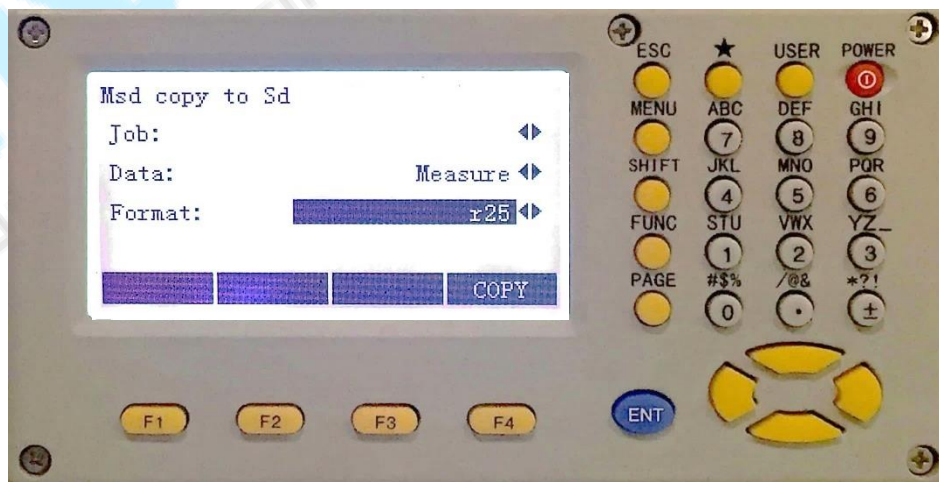 Msd copy to Sd
Job:
Data: Measure
Format: r25
COPY
F1 F2 F3 F4
ESC ★ USER POWER
MENU ABC DEF GHI
7 8 9
SHIFT JKL MNO PQR
4 5 6
FUNC STU VWX YZ_
1 2 3
PAGE #$% /@& *?!
0 . ±
ENT